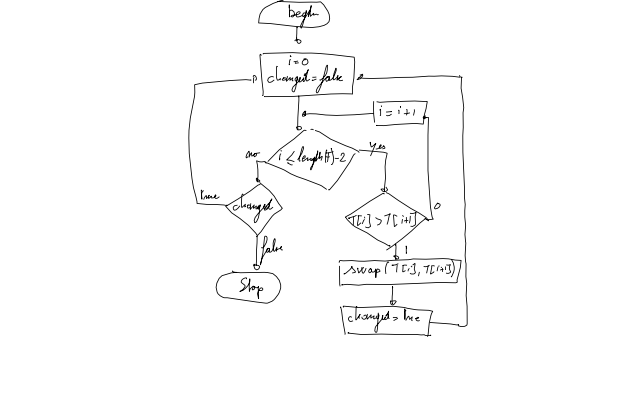 begin
i=0
changed=false
i=i+1
i ≤ length(T)-2
no
yes
true
changed
T[i]>T[i+1]
0
false
1
Stop
swap(T[i],T[i+1])
changed=true